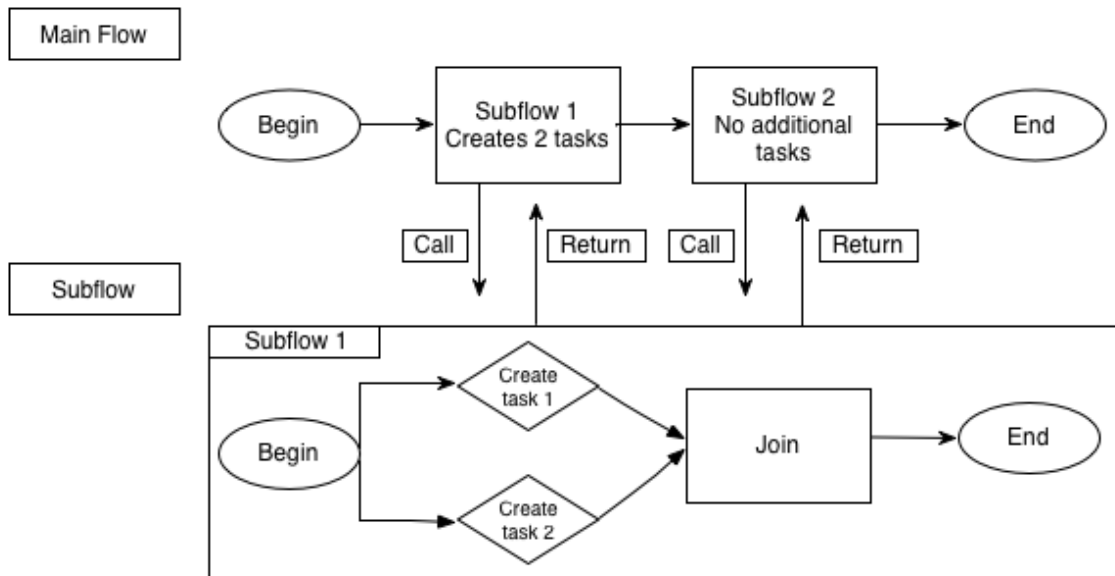 Main Flow
Begin
Subflow 1
Creates 2 tasks
Subflow 2
No additional
tasks
End
Call
Return
Call
Return
Subflow
Subflow 1
Begin
Create
task 1
Create
task 2
Join
End